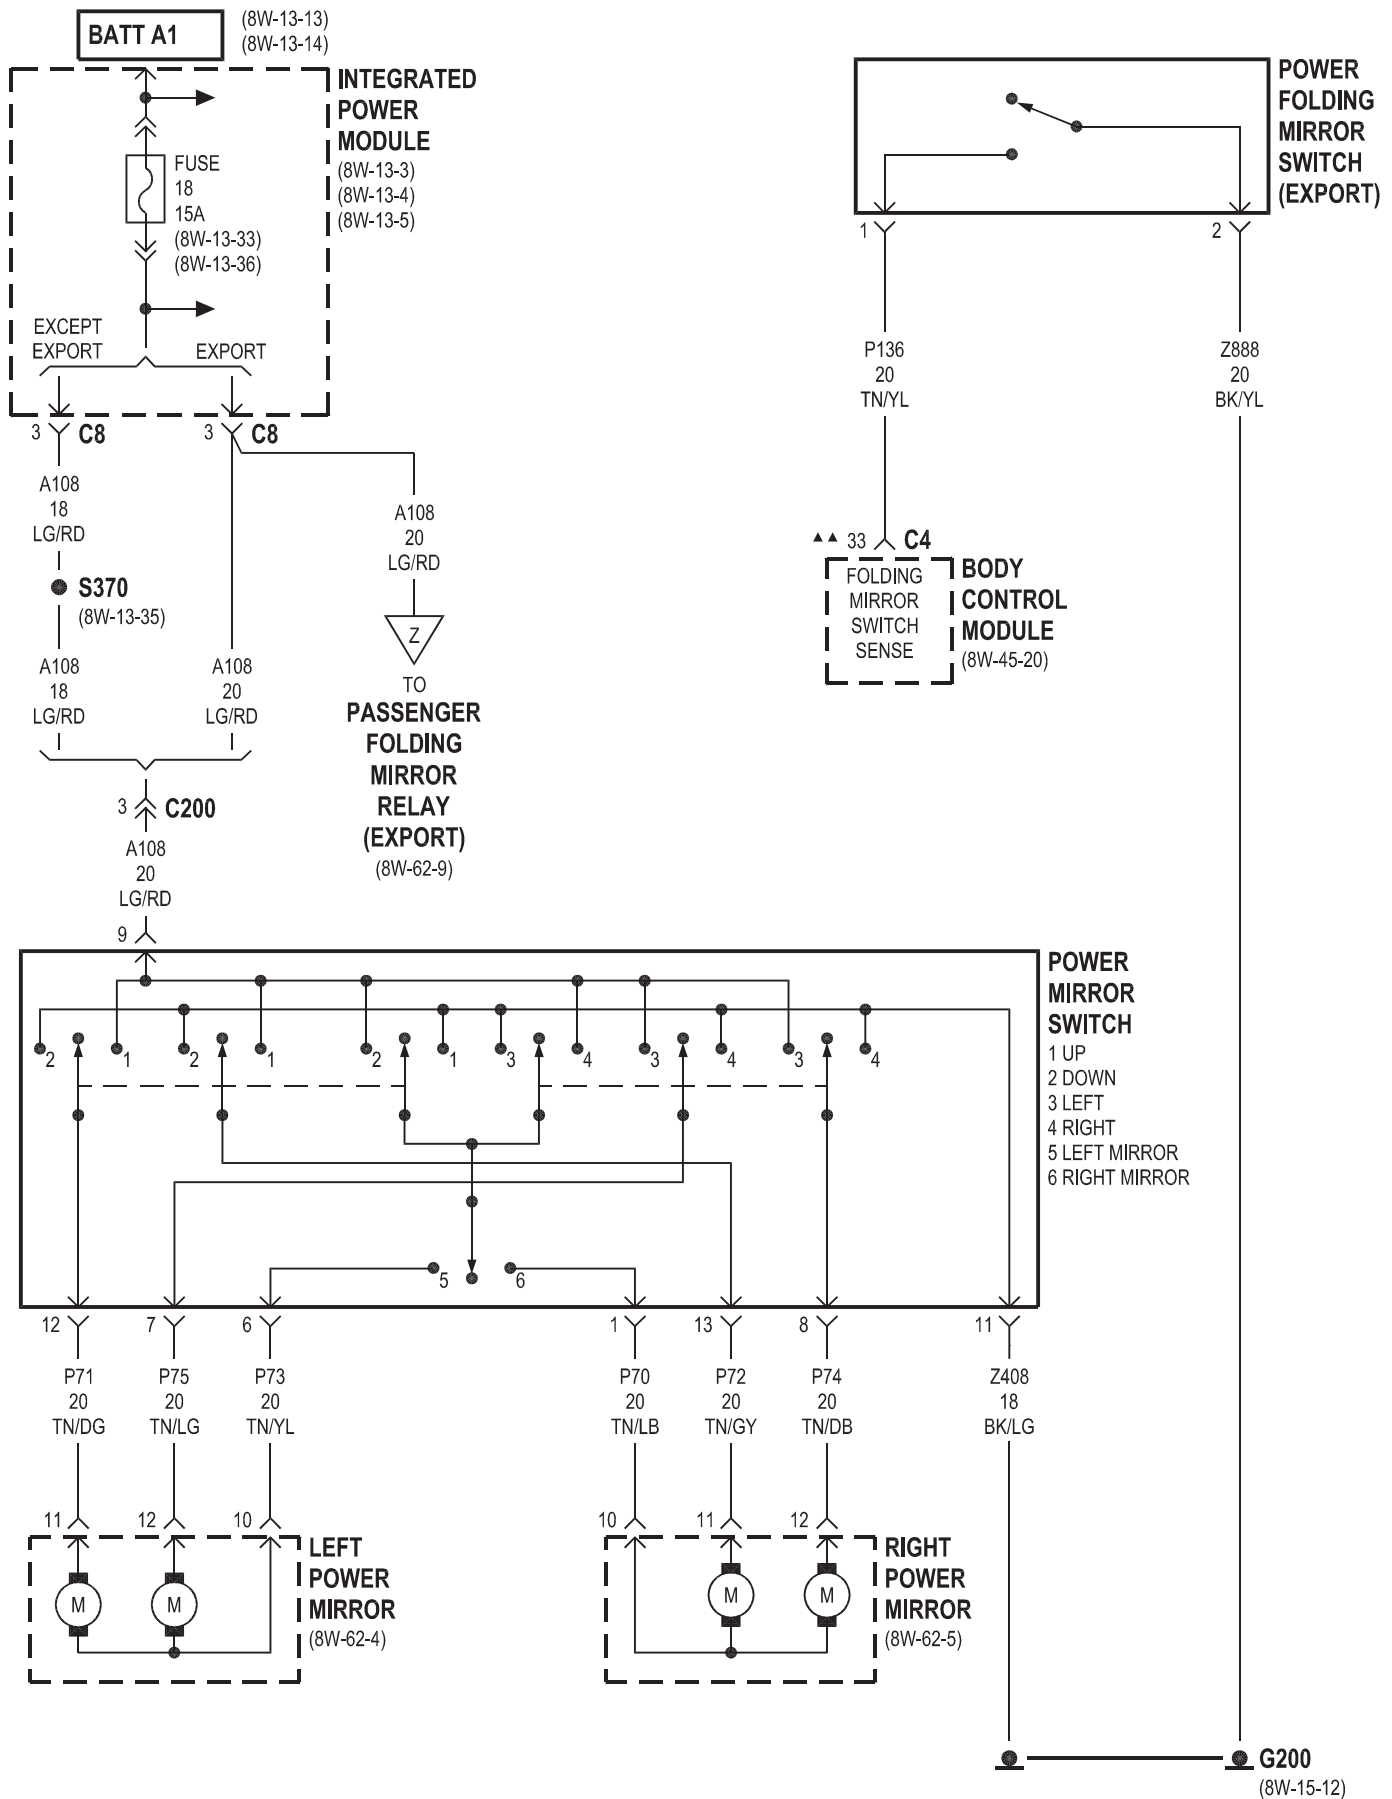 BATT A1
(8W-13-13)
(8W-13-14)
INTEGRATED
POWER
MODULE
(8W-13-3)
(8W-13-4)
(8W-13-5)
FUSE
18
15A
(8W-13-33)
(8W-13-36)
EXCEPT
EXPORT
EXPORT
3
C8
3
C8
A108
18
LG/RD
S370
(8W-13-35)
A108
18
LG/RD
A108
20
LG/RD
A108
20
LG/RD
Z
TO
PASSENGER
FOLDING
MIRROR
RELAY
(EXPORT)
(8W-62-9)
3
C200
A108
20
LG/RD
9
POWER
FOLDING
MIRROR
SWITCH
(EXPORT)
1
2
P136
20
TN/YL
Z888
20
BK/YL
▲▲ 33
C4
FOLDING
MIRROR
SWITCH
SENSE
BODY
CONTROL
MODULE
(8W-45-20)
POWER
MIRROR
SWITCH
1 UP
2 DOWN
3 LEFT
4 RIGHT
5 LEFT MIRROR
6 RIGHT MIRROR
2 1 2 1 2 1 3 4 3 4 3 4
5 6
12 7 6 1 13 8 11
P71
20
TN/DG
P75
20
TN/LG
P73
20
TN/YL
P70
20
TN/LB
P72
20
TN/GY
P74
20
TN/DB
Z408
18
BK/LG
11 12 10
M M
LEFT
POWER
MIRROR
(8W-62-4)
10 11 12
M M
RIGHT
POWER
MIRROR
(8W-62-5)
G200
(8W-15-12)